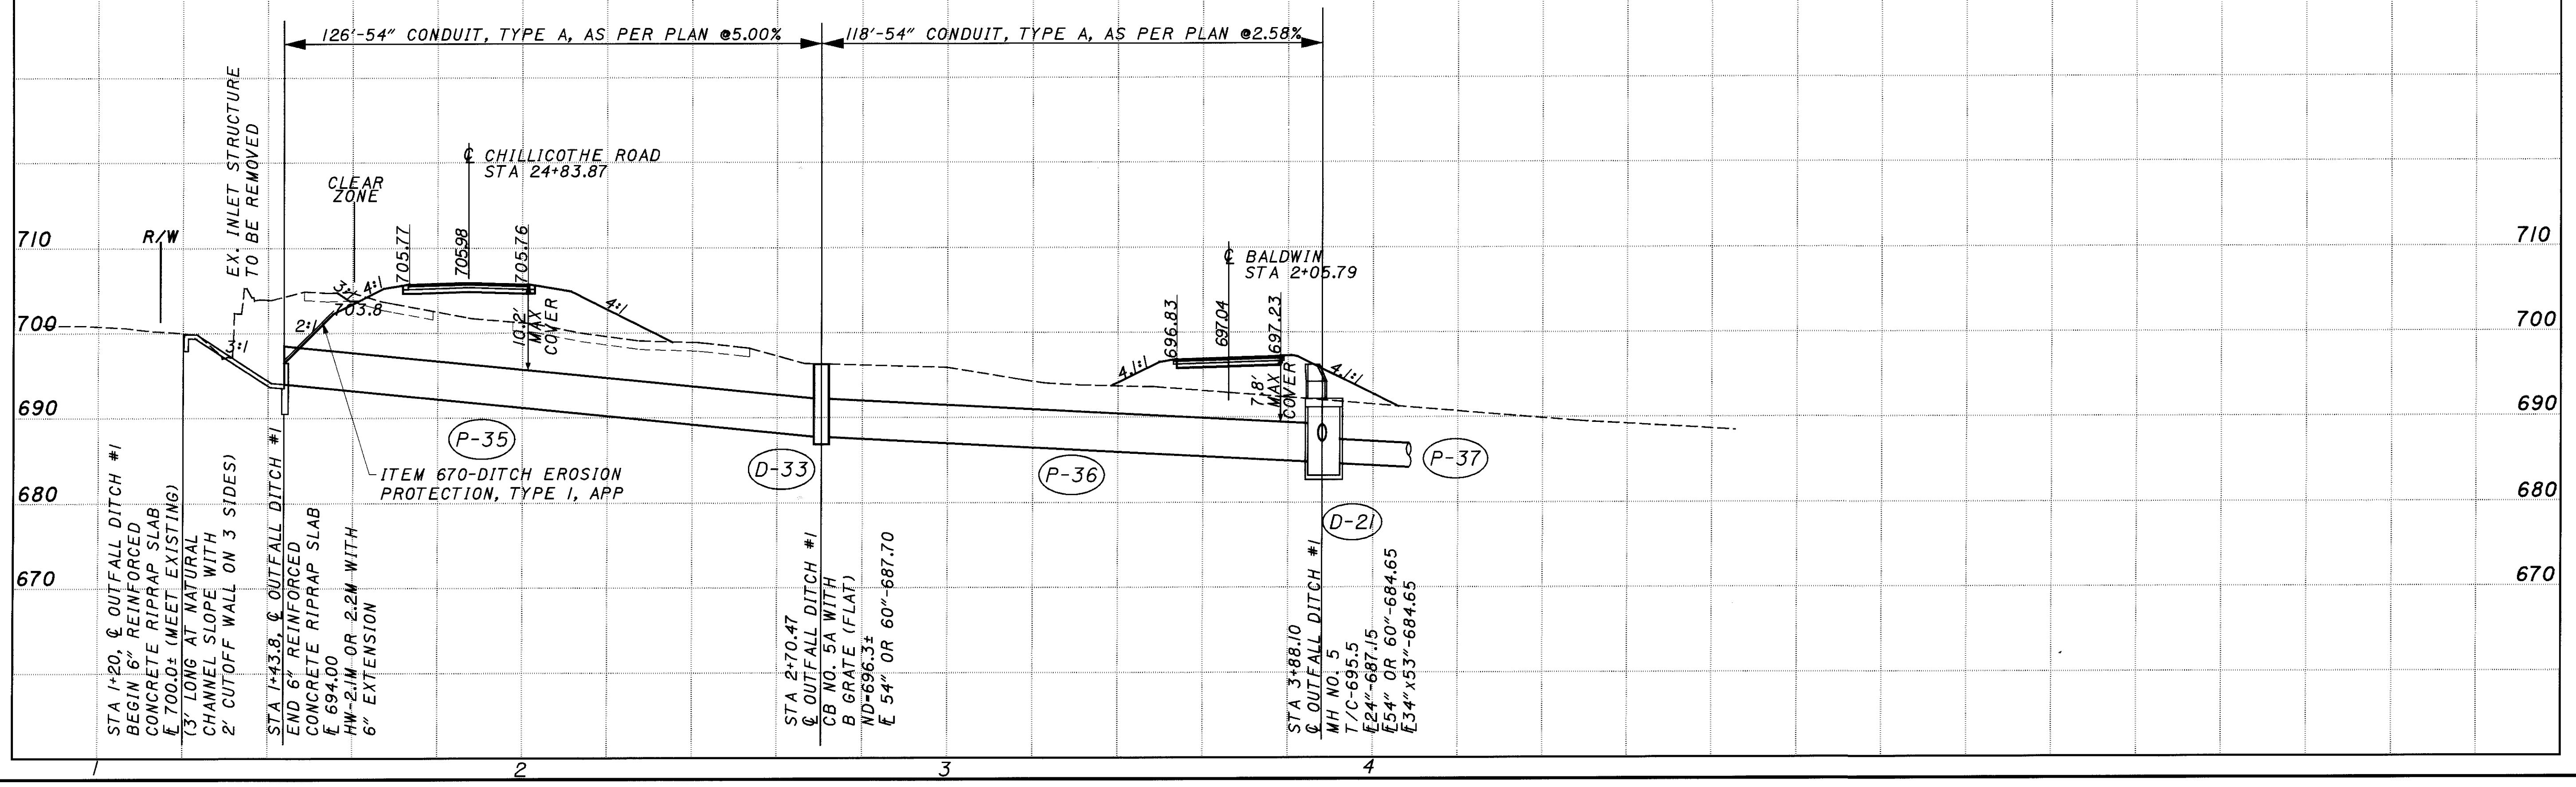 126'-54" CONDUIT, TYPE A, AS PER PLAN @5.00%
118'-54" CONDUIT, TYPE A, AS PER PLAN @2.58%
EX. INLET STRUCTURE
TO BE REMOVED
R/W
CLEAR
ZONE
℄ CHILLICOTHE ROAD
STA 24+83.87
705.77
705.98
705.76
3:1
4:1
703.8
2:1
3:1
10.2'
MAX
COVER
4:1
℄ BALDWIN
STA 2+05.79
696.83
697.04
697.23
4.1:1
7.8'
MAX
COVER
4.1:1
710
700
690
680
670
710
700
690
680
670
P-35
D-33
P-36
P-37
D-21
ITEM 670-DITCH EROSION
PROTECTION, TYPE 1, APP
STA 1+20, ℄ OUTFALL DITCH #1
BEGIN 6" REINFORCED
CONCRETE RIPRAP SLAB
FL 700.0± (MEET EXISTING)
(3' LONG AT NATURAL
CHANNEL SLOPE WITH
2' CUTOFF WALL ON 3 SIDES)
STA 1+43.8, ℄ OUTFALL DITCH #1
END 6" REINFORCED
CONCRETE RIPRAP SLAB
FL 694.00
HW-2.1M OR 2.2M WITH
6" EXTENSION
STA 2+70.47
℄ OUTFALL DITCH #1
CB NO. 5A WITH
B GRATE (FLAT)
ND=696.3±
FL 54" OR 60"-687.70
STA 3+88.10
℄ OUTFALL DITCH #1
MH NO. 5
T/C-695.5
FL24"-687.15
FL54" OR 60"-684.65
FL34"x53"-684.65
1
2
3
4